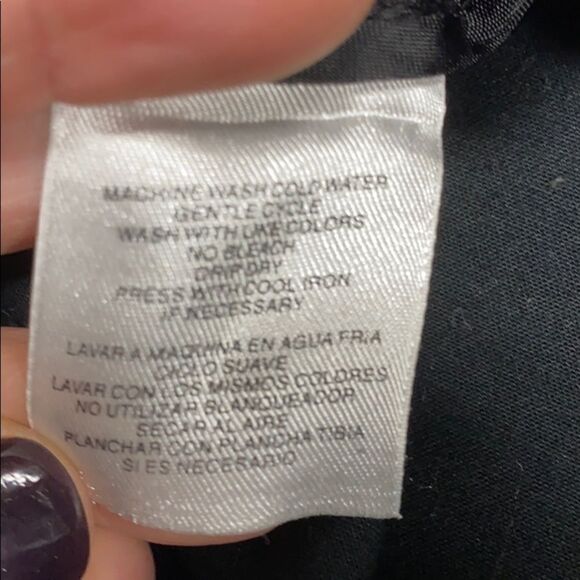 MACHINE WASH COLD WATER
GENTLE CYCLE
WASH WITH LIKE COLORS
NO BLEACH
DRIP DRY
PRESS WITH COOL IRON
IF NECESSARY
LAVAR A MAQUINA EN AGUA FRIA
CICLO SUAVE
LAVAR CON LOS MISMOS COLORES
NO UTILIZAR BLANQUEADOR
SECAR AL AIRE
PLANCHAR CON PLANCHA TIBIA
SI ES NECESARIO